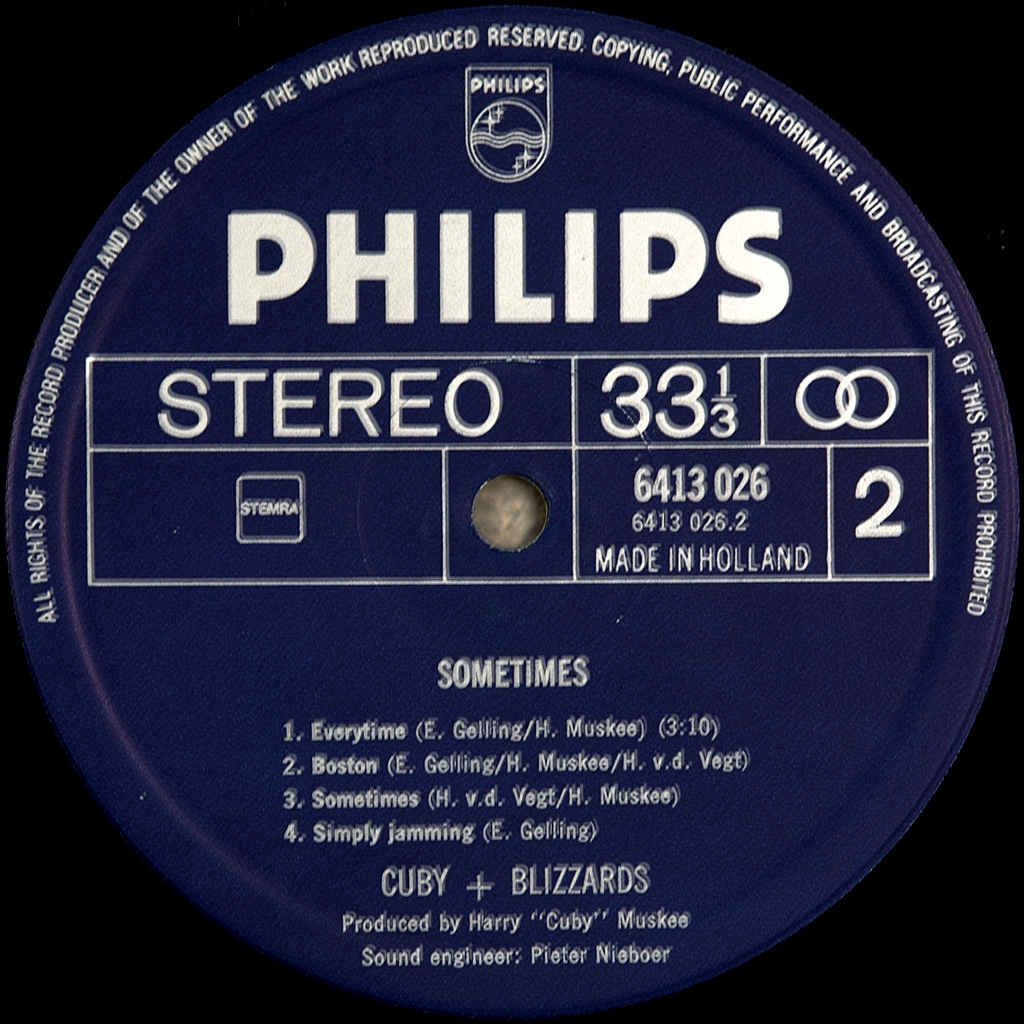 ALL RIGHTS OF THE RECORD PRODUCER AND OF THE OWNER OF THE WORK REPRODUCED RESERVED. COPYING, PUBLIC PERFORMANCE AND BROADCASTING OF THIS RECORD PROHIBITED
PHILIPS
PHILIPS
STEREO 33 1/3
STEMRA
6413 026
6413 026.2
MADE IN HOLLAND
2
SOMETIMES
1. Everytime (E. Gelling/H. Muskee) (3:10)
2. Boston (E. Gelling/H. Muskee/H. v.d. Vegt)
3. Sometimes (H. v.d. Vegt/H. Muskee)
4. Simply jamming (E. Gelling)
CUBY + BLIZZARDS
Produced by Harry "Cuby" Muskee
Sound engineer: Pieter Nieboer